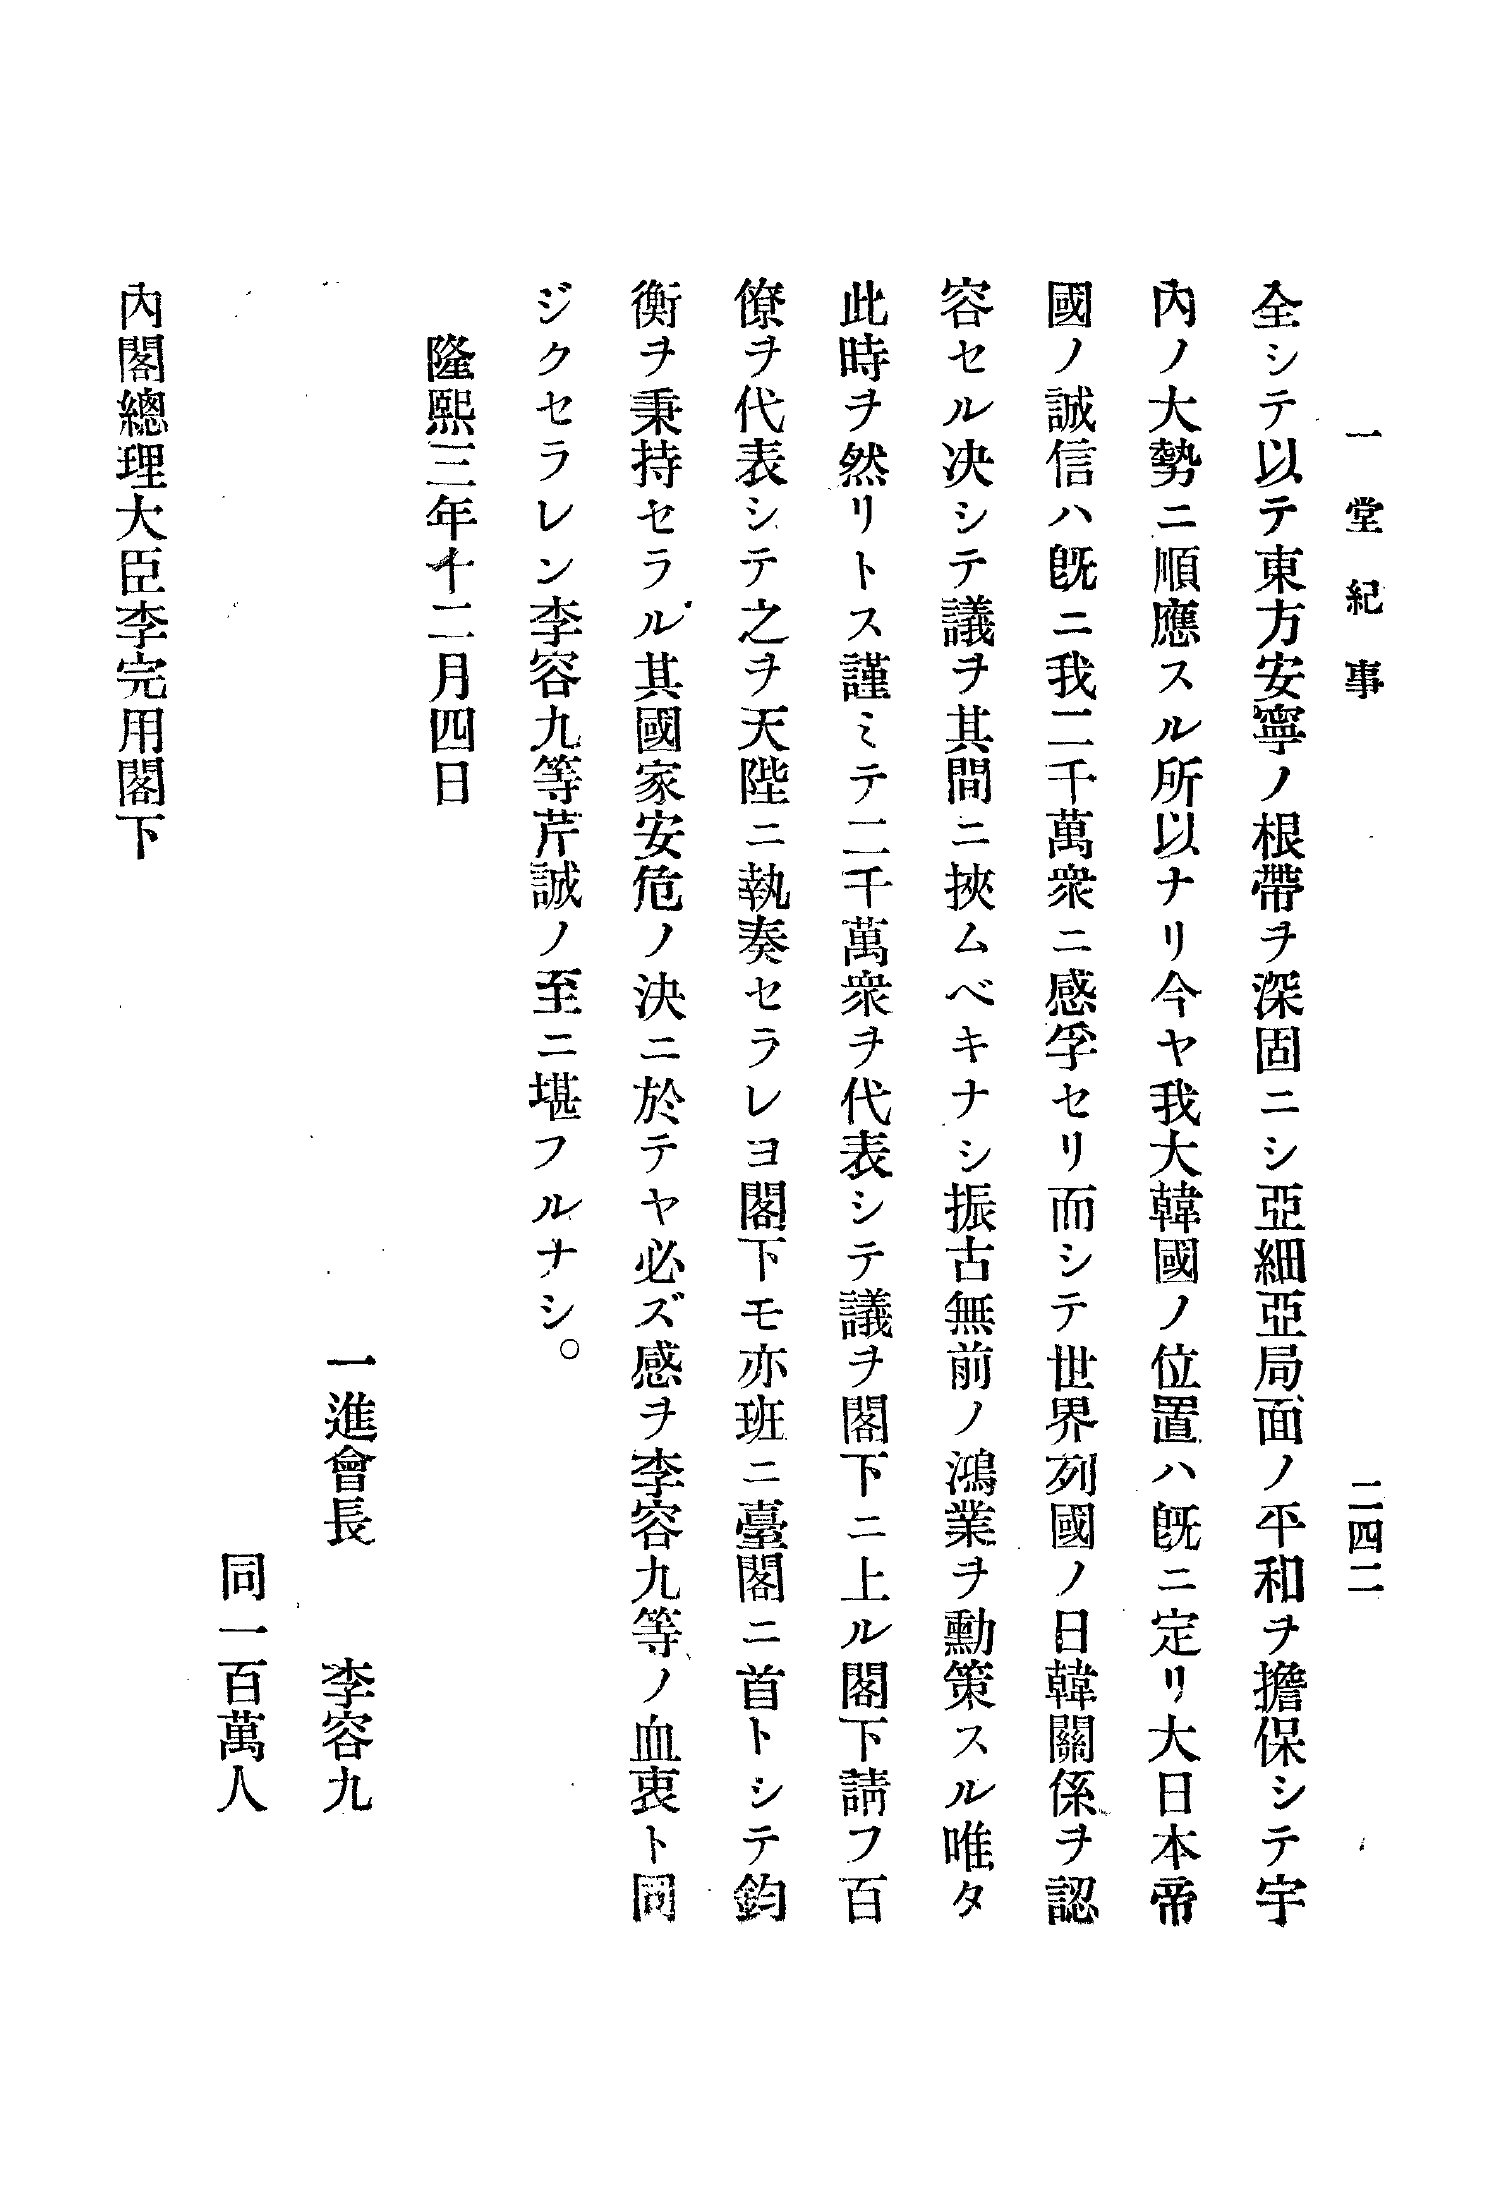 一堂紀事　二四二
全シテ以テ東方安寧ノ根帶ヲ深固ニシ亞細亞局面ノ平和ヲ擔保シテ宇
內ノ大勢ニ順應スル所以ナリ今ヤ我大韓國ノ位置ハ旣ニ定リ大日本帝
國ノ誠信ハ旣ニ我二千萬衆ニ感孚セリ而シテ世界列國ノ日韓關係ヲ認
容セル決シテ議ヲ其間ニ挾ムベキナシ振古無前ノ鴻業ヲ勳策スル唯タ
此時ヲ然リトス謹ミテ二千萬衆ヲ代表シテ議ヲ閣下ニ上ル閣下請フ百
僚ヲ代表シテ之ヲ天陛ニ執奏セラレヨ閣下モ亦班ニ臺閣ニ首トシテ鈞
衡ヲ秉持セラル其國家安危ノ決ニ於テヤ必ズ感ヲ李容九等ノ血衷ト同
ジクセラレン李容九等芹誠ノ至ニ堪フルナシ。
隆熙三年十二月四日
一進會長　李容九
同一百萬人
內閣總理大臣李完用閣下